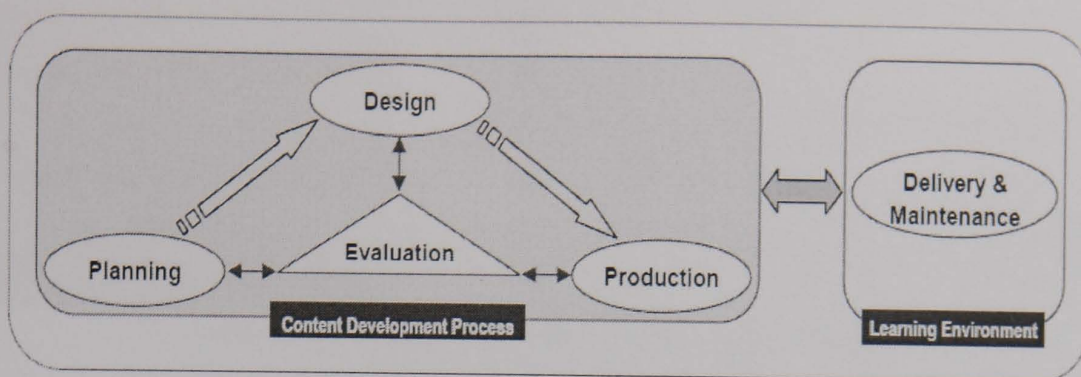 Design
Delivery &
Maintenance
Evaluation
Planning
Production
Content Development Process
Learning Environment